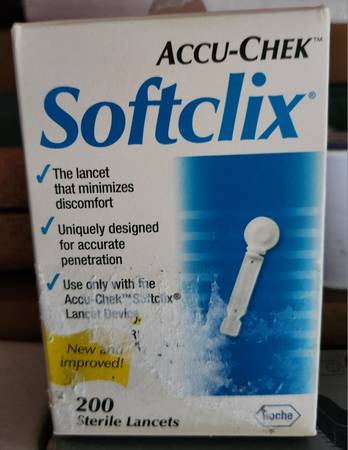 ACCU-CHEK™
Softclix®
The lancet
that minimizes
discomfort
Uniquely designed
for accurate
penetration
Use only with the
Accu-Chek™ Softclix®
Lancet Device
New and
improved!
200
Sterile Lancets
Roche